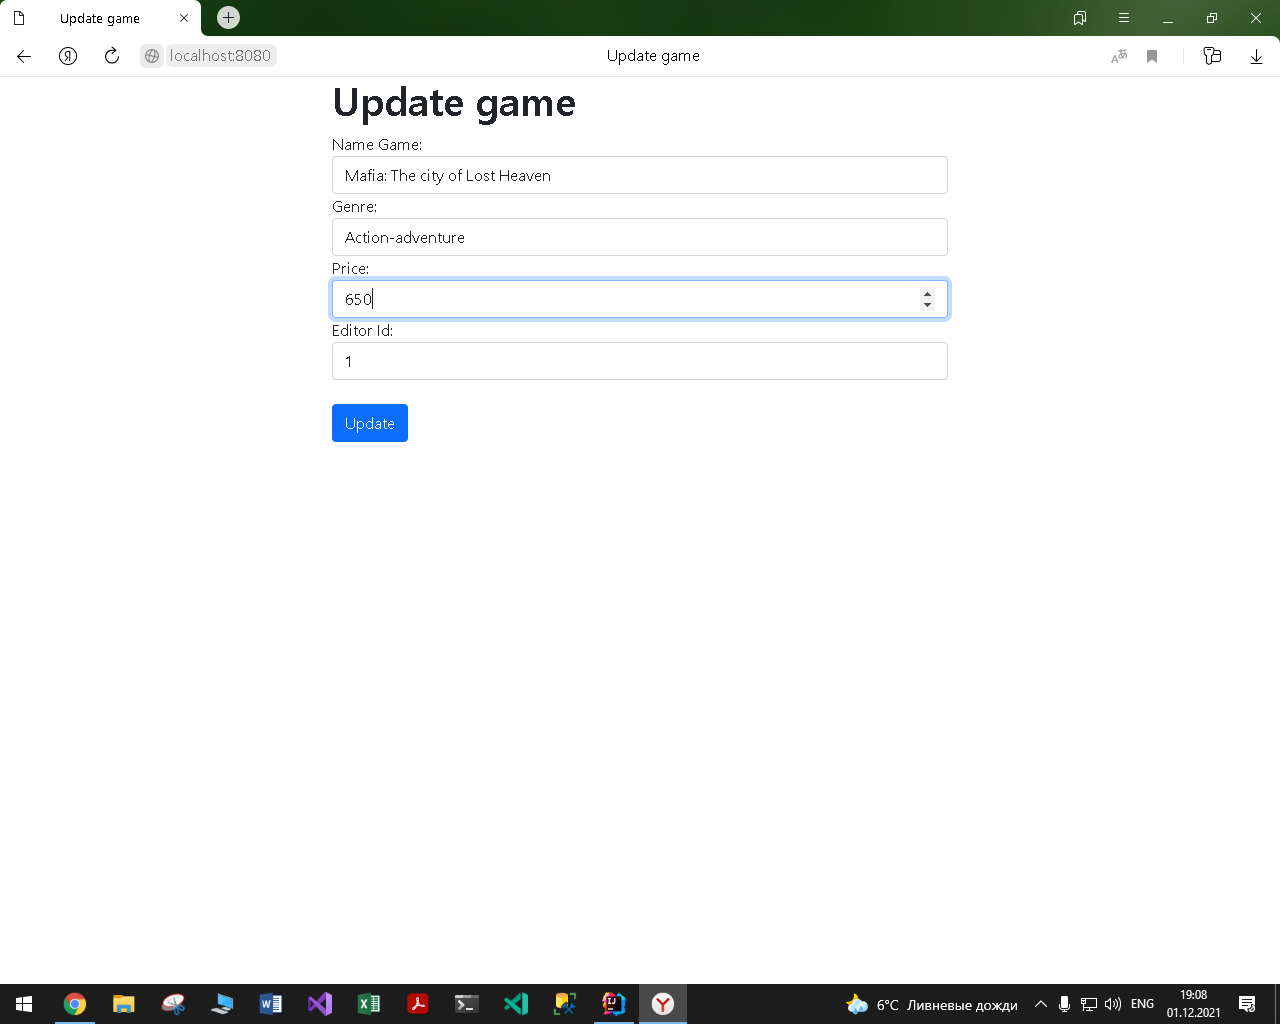 Update game
localhost:8080
Update game
Update game
Name Game:
Mafia: The city of Lost Heaven
Genre:
Action-adventure
Price:
650
Editor Id:
1
Update
6°C Ливневые дожди
ENG
19:08
01.12.2021